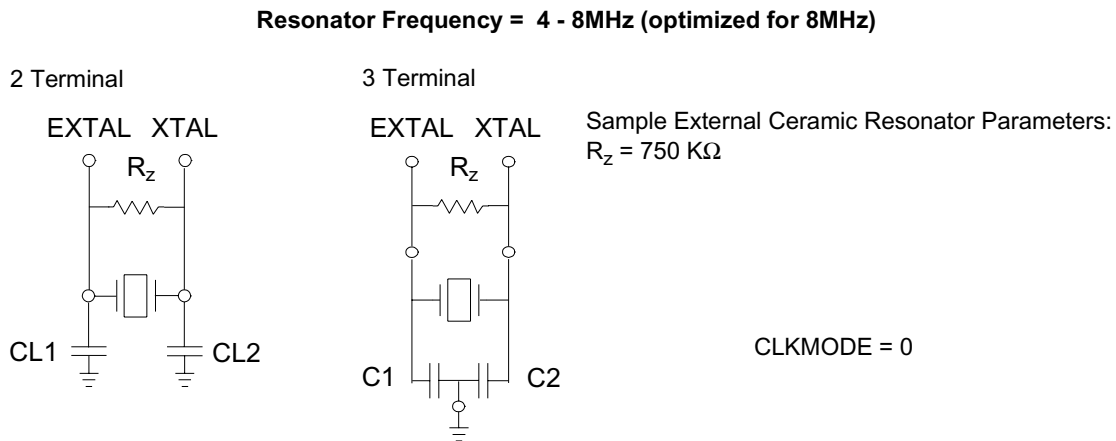 Resonator Frequency = 4 - 8MHz (optimized for 8MHz)
2 Terminal
3 Terminal
EXTAL XTAL
EXTAL XTAL
Sample External Ceramic Resonator Parameters:
Rz = 750 KΩ
Rz
Rz
CL1
CL2
CLKMODE = 0
C1
C2